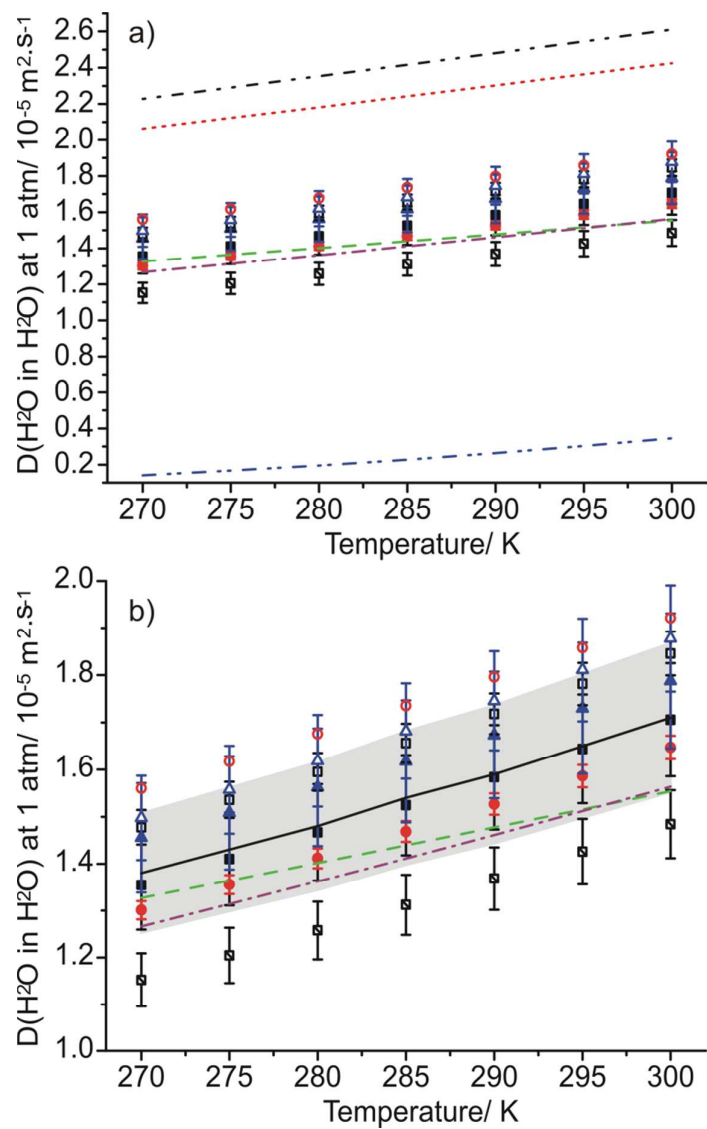 a)
D(H²O in H²O) at 1 atm/ 10⁻⁵ m².s⁻¹
2.6
2.4
2.2
2.0
1.8
1.6
1.4
1.2
1.0
0.8
0.6
0.4
0.2
270 275 280 285 290 295 300
Temperature/ K
b)
D(H²O in H²O) at 1 atm/ 10⁻⁵ m².s⁻¹
2.0
1.8
1.6
1.4
1.2
1.0
270 275 280 285 290 295 300
Temperature/ K